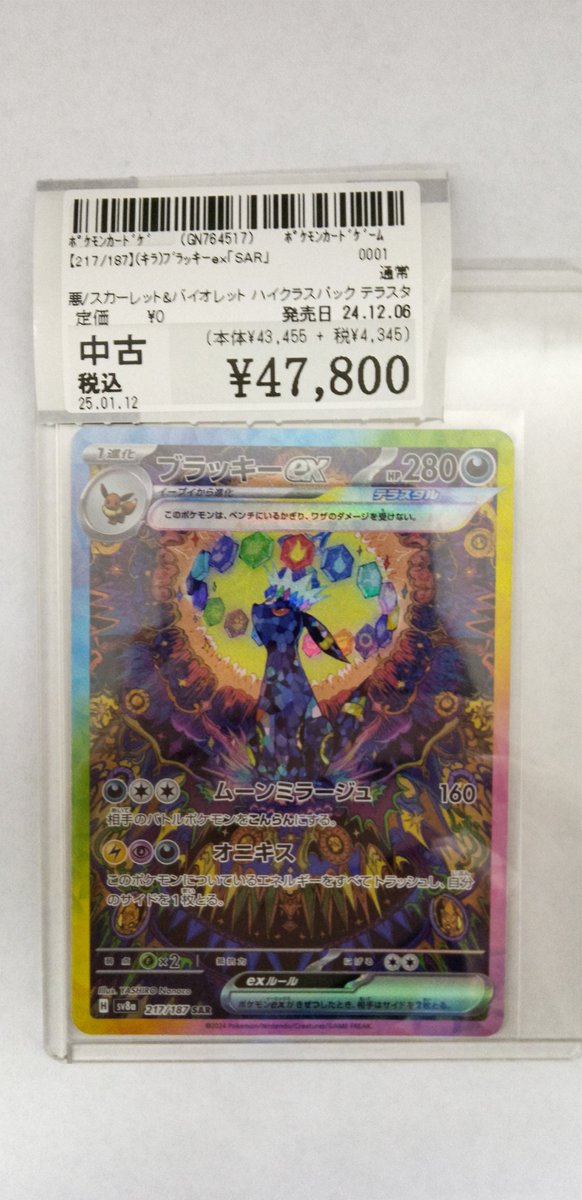 ﾎﾟｹﾓﾝｶｰﾄﾞｹﾞ (GN764517) ﾎﾟｹﾓﾝｶｰﾄﾞｹﾞｰﾑ
【217/187】(ｷﾗ)ﾌﾞﾗｯｷｰex｢SAR｣ 0001
通常
悪/スカーレット&バイオレット ハイクラスパック テラスタ
定価 ¥0 発売日 24.12.06
(本体¥43,455 + 税¥4,345)
中古
税込 ¥47,800
25.01.12
1進化 ブラッキーex HP280
イーブイから進化 テラスタル
このポケモンは、ベンチにいるかぎり、ワザのダメージを受けない。
ムーンミラージュ 160
相手のバトルポケモンをこんらんにする。
オニキス
このポケモンについているエネルギーをすべてトラッシュし、自分
のサイドを1枚とる。
弱点 ×2 抵抗力 にげる
exルール
ポケモンexがきぜつしたとき、相手はサイドを2枚とる。
Illus. YASHIRO Nanaco
H sv8a 217/187 SAR
©2024 Pokémon/Nintendo/Creatures/GAME FREAK.